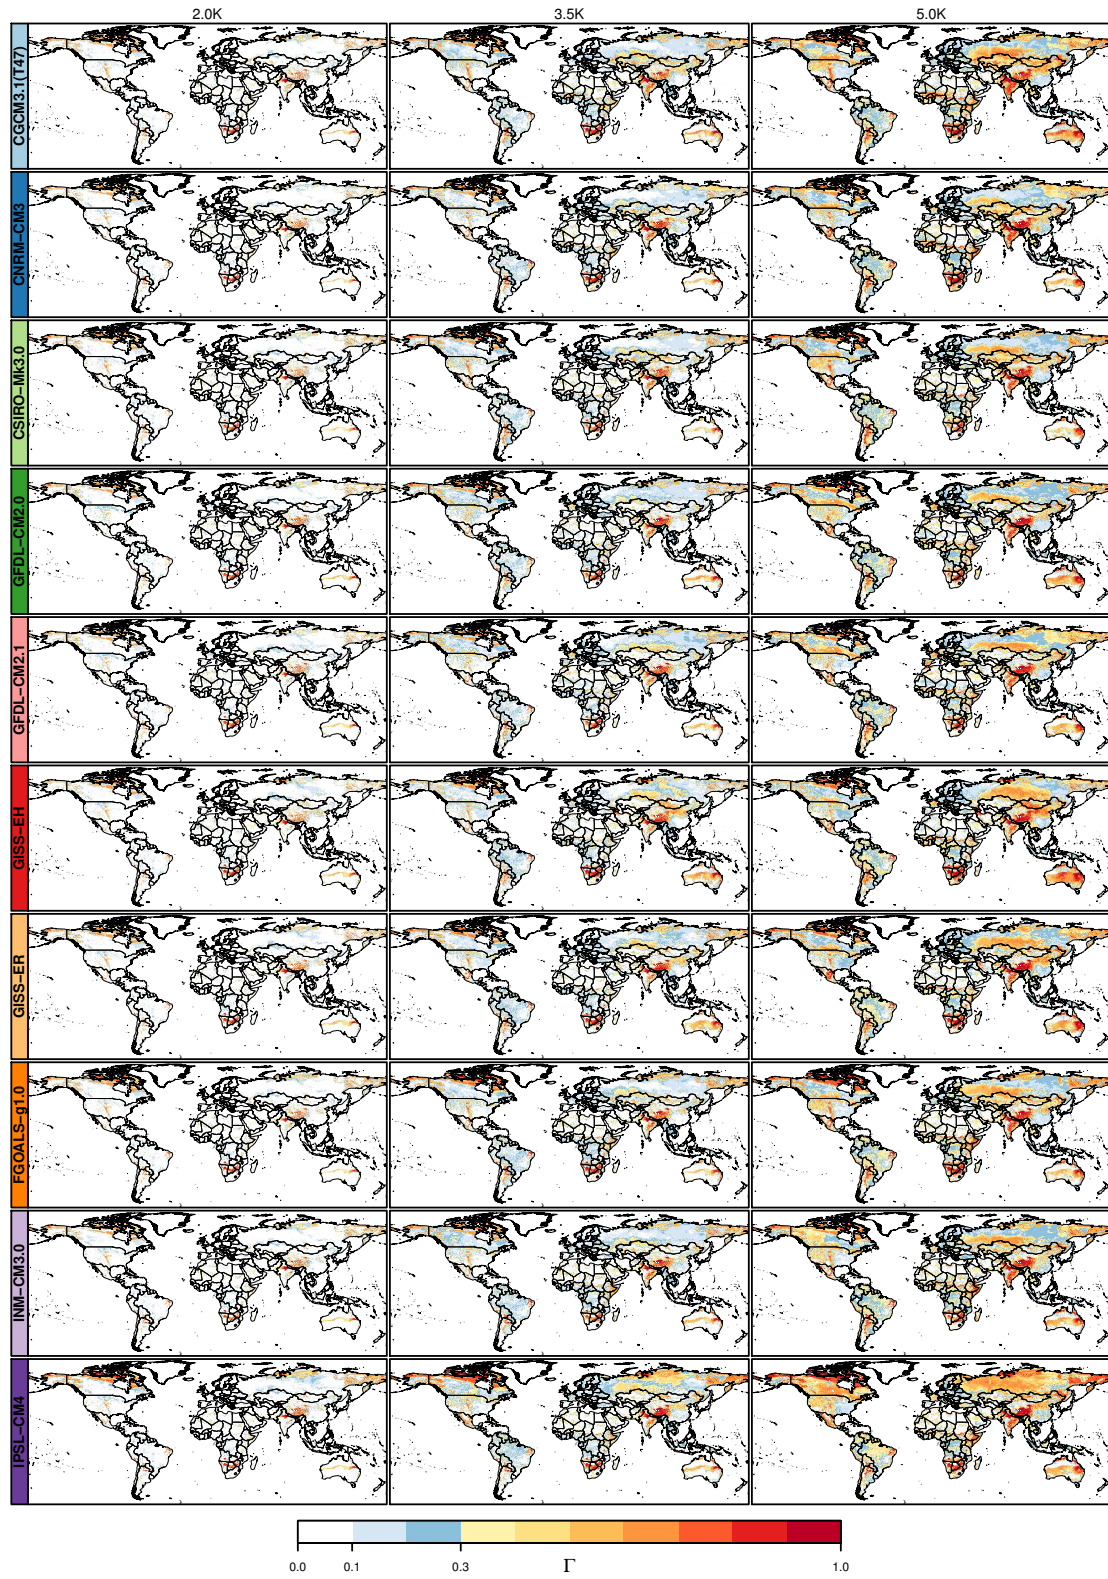 2.0K 3.5K 5.0K
CGCM3.1(T47)
CNRM−CM3
CSIRO−Mk3.0
GFDL−CM2.0
GFDL−CM2.1
GISS−EH
GISS−ER
FGOALS−g1.0
INM−CM3.0
IPSL−CM4
0.0 0.1 0.3 Γ 1.0